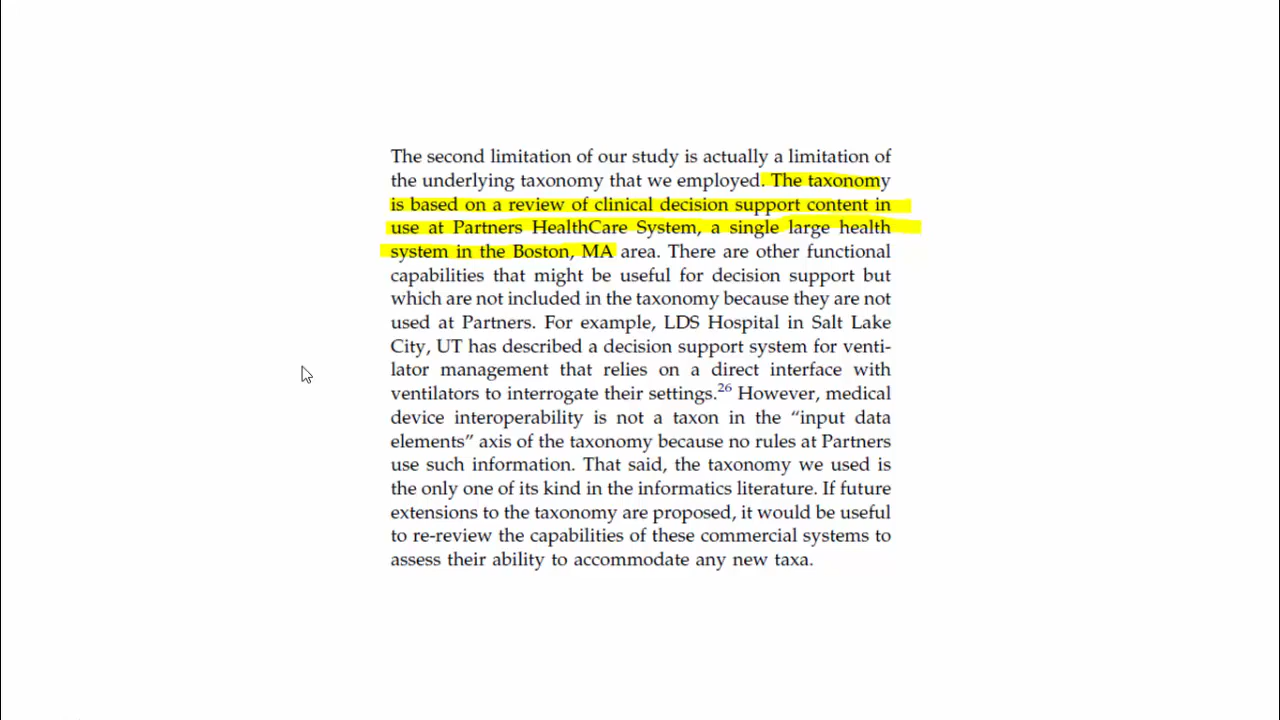 The second limitation of our study is actually a limitation of
the underlying taxonomy that we employed. The taxonomy
is based on a review of clinical decision support content in
use at Partners HealthCare System, a single large health
system in the Boston, MA area. There are other functional
capabilities that might be useful for decision support but
which are not included in the taxonomy because they are not
used at Partners. For example, LDS Hospital in Salt Lake
City, UT has described a decision support system for venti-
lator management that relies on a direct interface with
ventilators to interrogate their settings.26 However, medical
device interoperability is not a taxon in the “input data
elements” axis of the taxonomy because no rules at Partners
use such information. That said, the taxonomy we used is
the only one of its kind in the informatics literature. If future
extensions to the taxonomy are proposed, it would be useful
to re-review the capabilities of these commercial systems to
assess their ability to accommodate any new taxa.